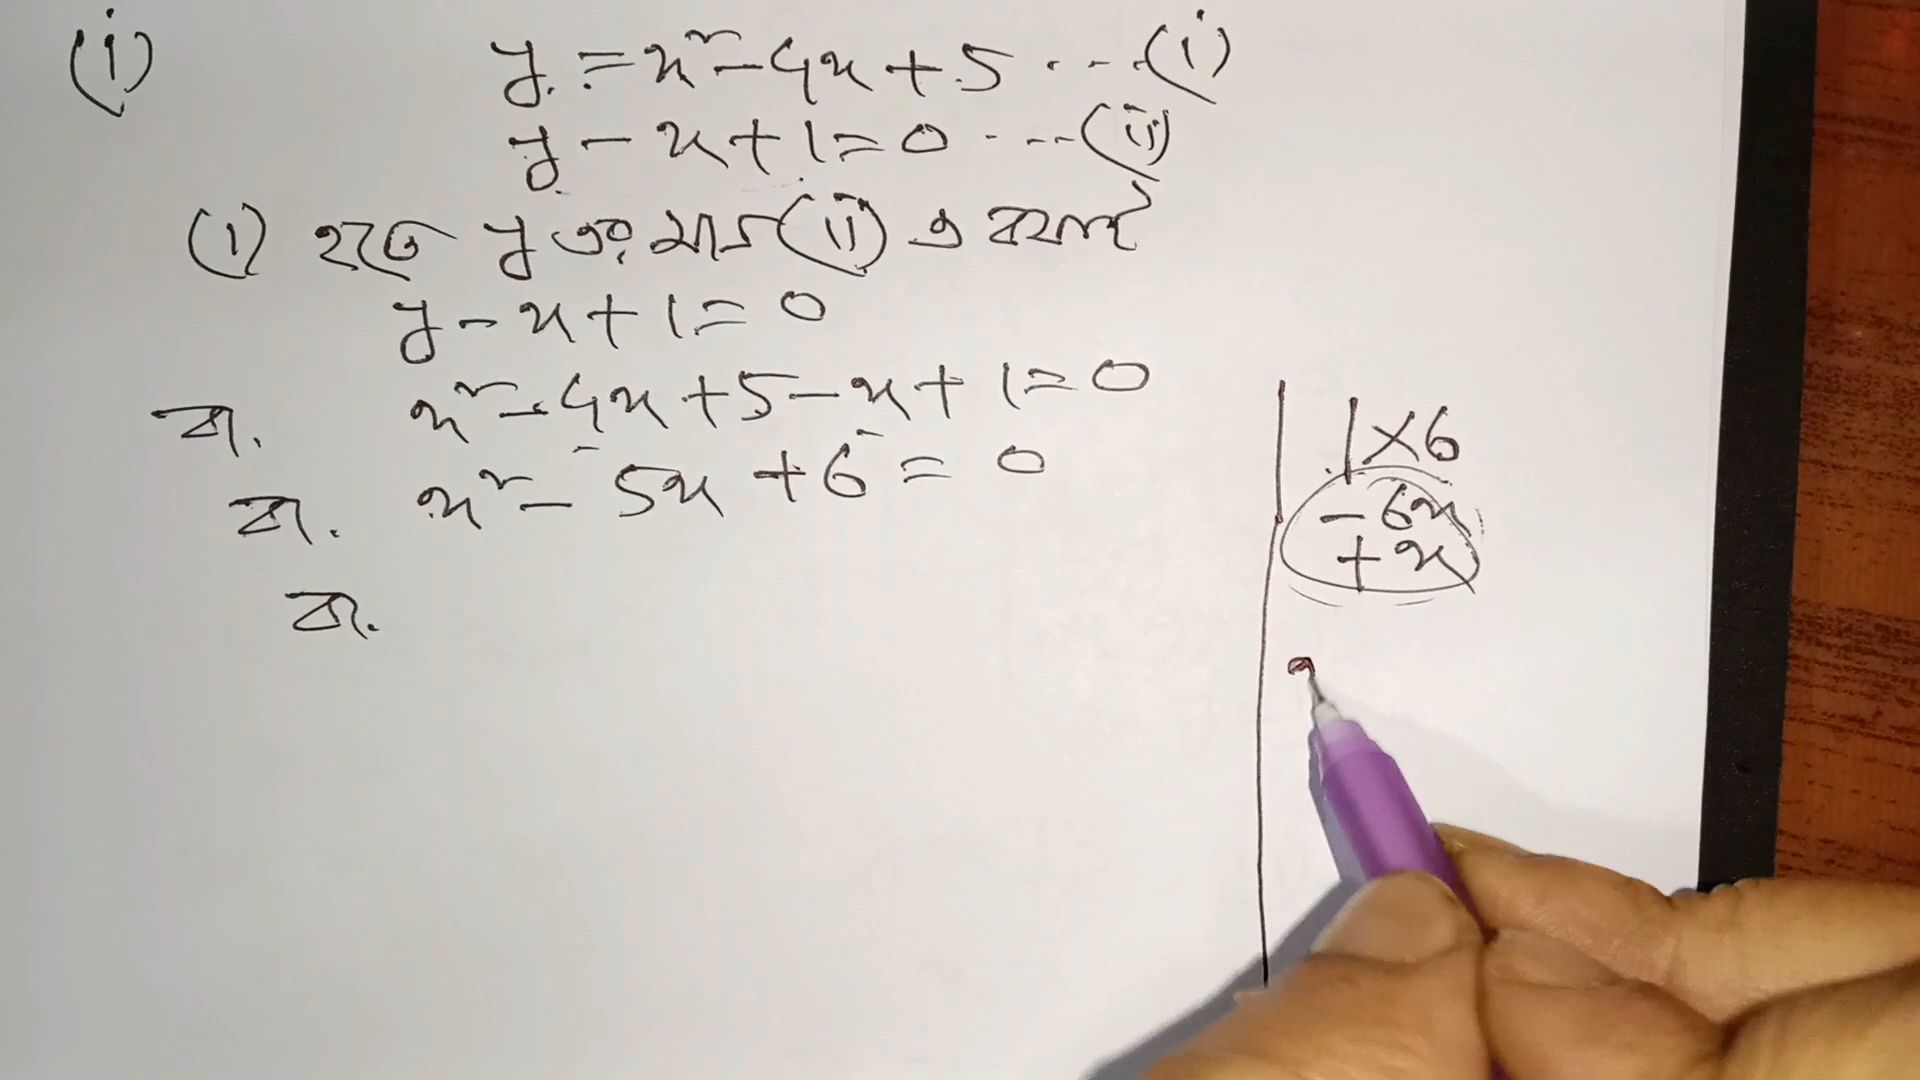 (i) y = x² - 4x + 5 ... (i)
y - x + 1 = 0 ... (ii)
(i) হতে y এর মান (ii) এ বসাই
y - x + 1 = 0
বা, x² - 4x + 5 - x + 1 = 0
বা, x² - 5x + 6 = 0
বা,
1 × 6
- 6x
+ x